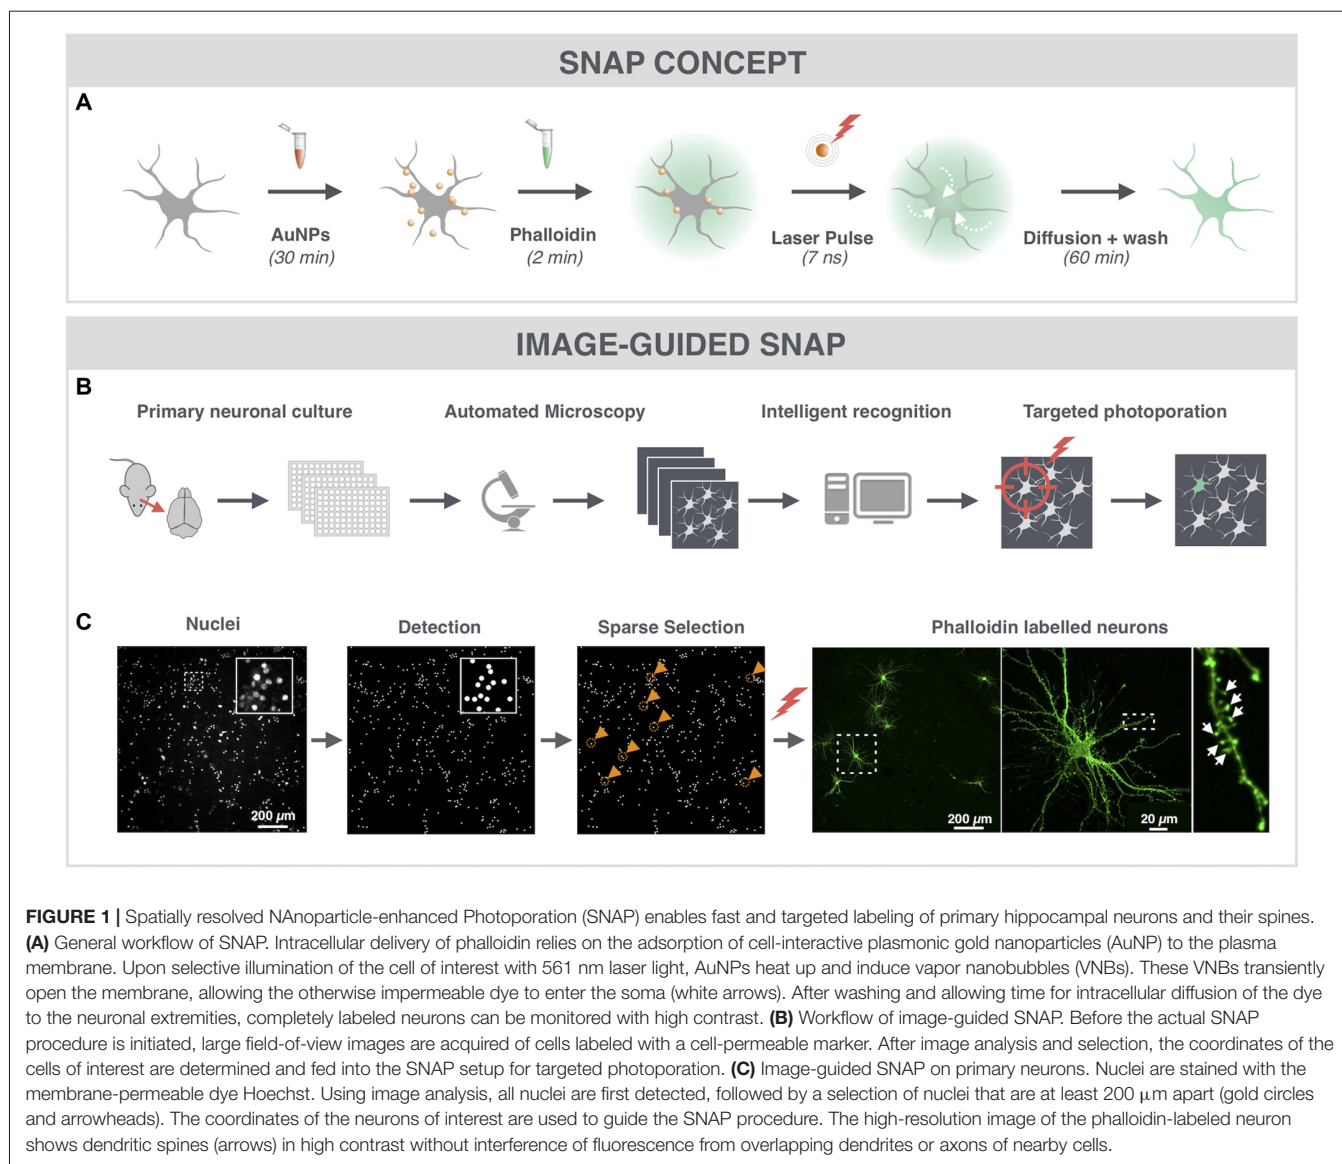 SNAP CONCEPT
A
AuNPs
(30 min)
Phalloidin
(2 min)
Laser Pulse
(7 ns)
Diffusion + wash
(60 min)
IMAGE-GUIDED SNAP
B
Primary neuronal culture
Automated Microscopy
Intelligent recognition
Targeted photoporation
C
Nuclei
Detection
Sparse Selection
Phalloidin labelled neurons
200 µm
200 µm
20 µm
FIGURE 1 | Spatially resolved NAnoparticle-enhanced Photoporation (SNAP) enables fast and targeted labeling of primary hippocampal neurons and their spines.
(A) General workflow of SNAP. Intracellular delivery of phalloidin relies on the adsorption of cell-interactive plasmonic gold nanoparticles (AuNP) to the plasma
membrane. Upon selective illumination of the cell of interest with 561 nm laser light, AuNPs heat up and induce vapor nanobubbles (VNBs). These VNBs transiently
open the membrane, allowing the otherwise impermeable dye to enter the soma (white arrows). After washing and allowing time for intracellular diffusion of the dye
to the neuronal extremities, completely labeled neurons can be monitored with high contrast. (B) Workflow of image-guided SNAP. Before the actual SNAP
procedure is initiated, large field-of-view images are acquired of cells labeled with a cell-permeable marker. After image analysis and selection, the coordinates of the
cells of interest are determined and fed into the SNAP setup for targeted photoporation. (C) Image-guided SNAP on primary neurons. Nuclei are stained with the
membrane-permeable dye Hoechst. Using image analysis, all nuclei are first detected, followed by a selection of nuclei that are at least 200 µm apart (gold circles
and arrowheads). The coordinates of the neurons of interest are used to guide the SNAP procedure. The high-resolution image of the phalloidin-labeled neuron
shows dendritic spines (arrows) in high contrast without interference of fluorescence from overlapping dendrites or axons of nearby cells.